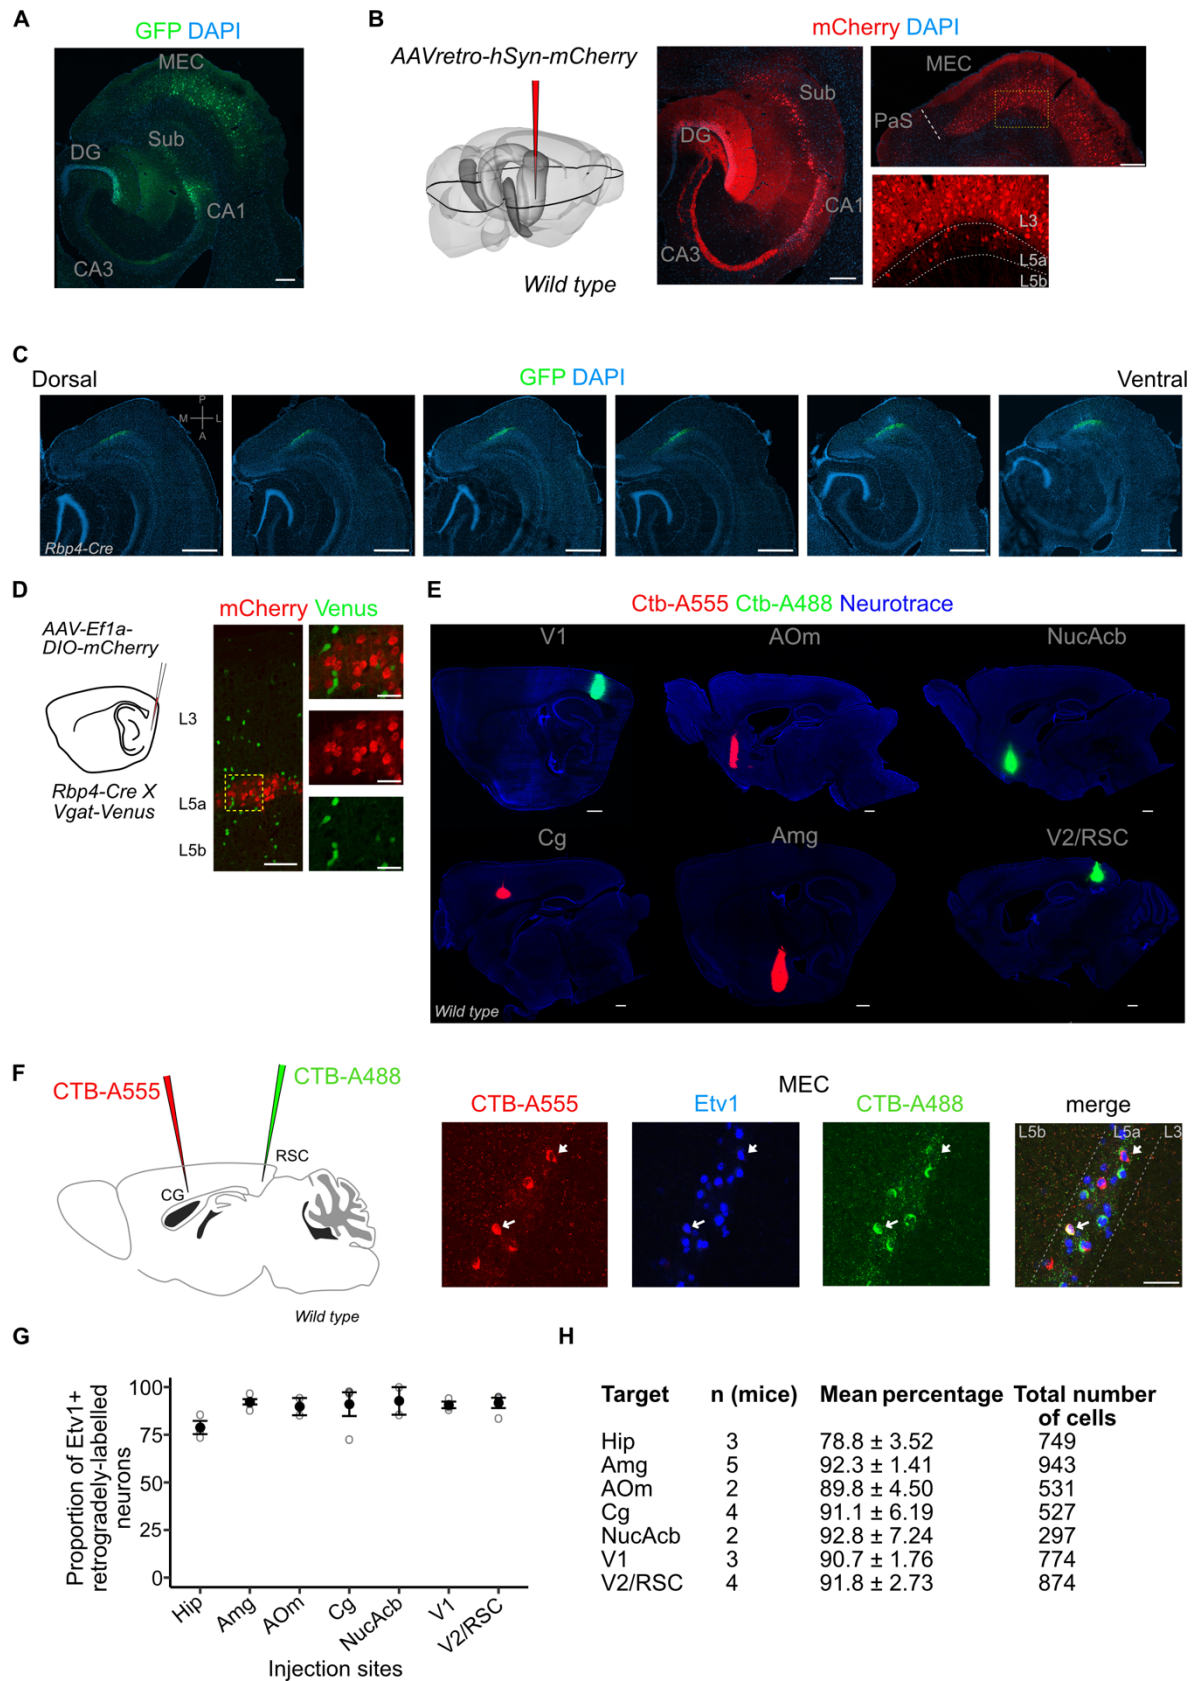 A
GFP DAPI
MEC
Sub
DG
CA1
CA3
B
AAVretro-hSyn-mCherry
Wild type
mCherry DAPI
Sub
DG
CA1
CA3
MEC
PaS
L3
L5a
L5b
C
Dorsal
GFP DAPI
Ventral
P
M L
A
Rbp4-Cre
D
AAV-Ef1a-
DIO-mCherry
Rbp4-Cre X
Vgat-Venus
mCherry Venus
L3
L5a
L5b
E
Ctb-A555 Ctb-A488 Neurotrace
V1
AOm
NucAcb
Cg
Amg
V2/RSC
Wild type
F
CTB-A555
CTB-A488
RSC
CG
Wild type
MEC
CTB-A555
Etv1
CTB-A488
merge
L5b
L5a
L3
G
Proportion of Etv1+
retrogradely-labelled
neurons
100
75
50
25
0
Hip
Amg
AOm
Cg
NucAcb
V1
V2/RSC
Injection sites
H
Target n (mice) Mean percentage Total number
of cells
Hip 3 78.8 ± 3.52 749
Amg 5 92.3 ± 1.41 943
AOm 2 89.8 ± 4.50 531
Cg 4 91.1 ± 6.19 527
NucAcb 2 92.8 ± 7.24 297
V1 3 90.7 ± 1.76 774
V2/RSC 4 91.8 ± 2.73 874